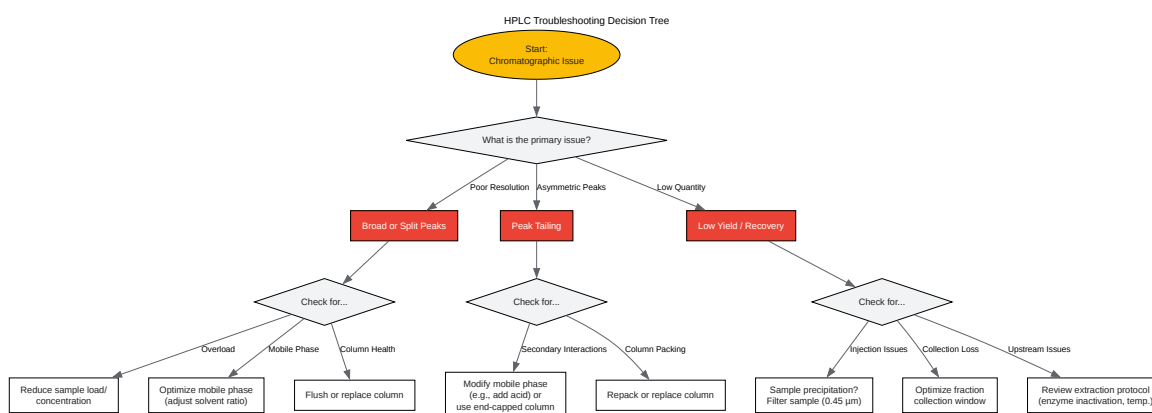 HPLC Troubleshooting Decision Tree
Start:
Chromatographic Issue
What is the primary issue?
Poor Resolution
Asymmetric Peaks
Low Quantity
Broad or Split Peaks
Peak Tailing
Low Yield / Recovery
Check for...
Check for...
Check for...
Overload
Mobile Phase
Column Health
Secondary Interactions
Column Packing
Injection Issues
Collection Loss
Upstream Issues
Reduce sample load/
concentration
Optimize mobile phase
(adjust solvent ratio)
Flush or replace column
Modify mobile phase
(e.g., add acid) or
use end-capped column
Repack or replace column
Sample precipitation?
Filter sample (0.45 µm)
Optimize fraction
collection window
Review extraction protocol
(enzyme inactivation, temp.)